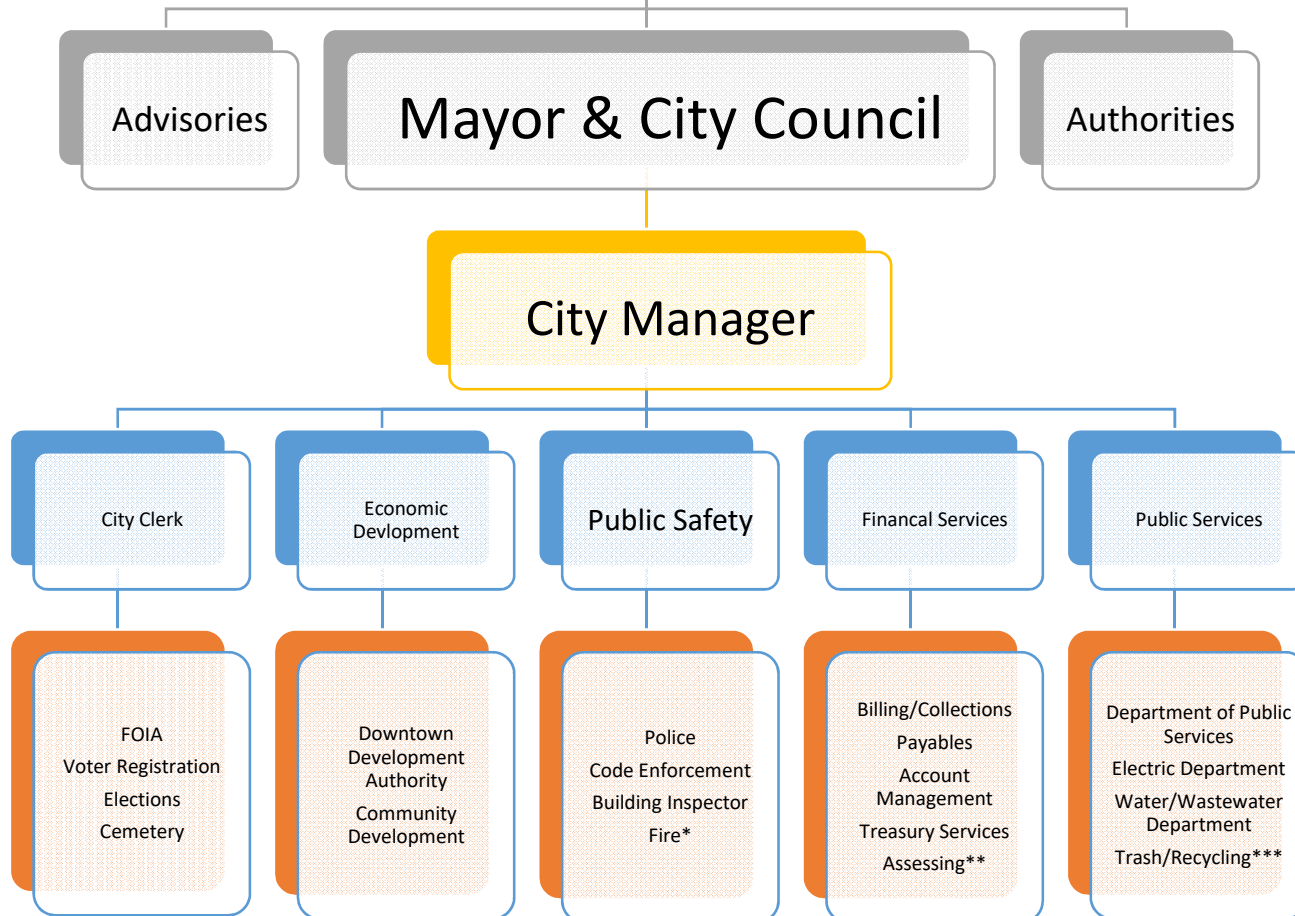 Advisories
Mayor & City Council
Authorities
City Manager
City Clerk
Economic
Devlopment
Public Safety
Financal Services
Public Services
FOIA
Voter Registration
Elections
Cemetery
Downtown
Development
Authority
Community
Development
Police
Code Enforcement
Building Inspector
Fire*
Billing/Collections
Payables
Account
Management
Treasury Services
Assessing**
Department of Public
Services
Electric Department
Water/Wastewater
Department
Trash/Recycling***